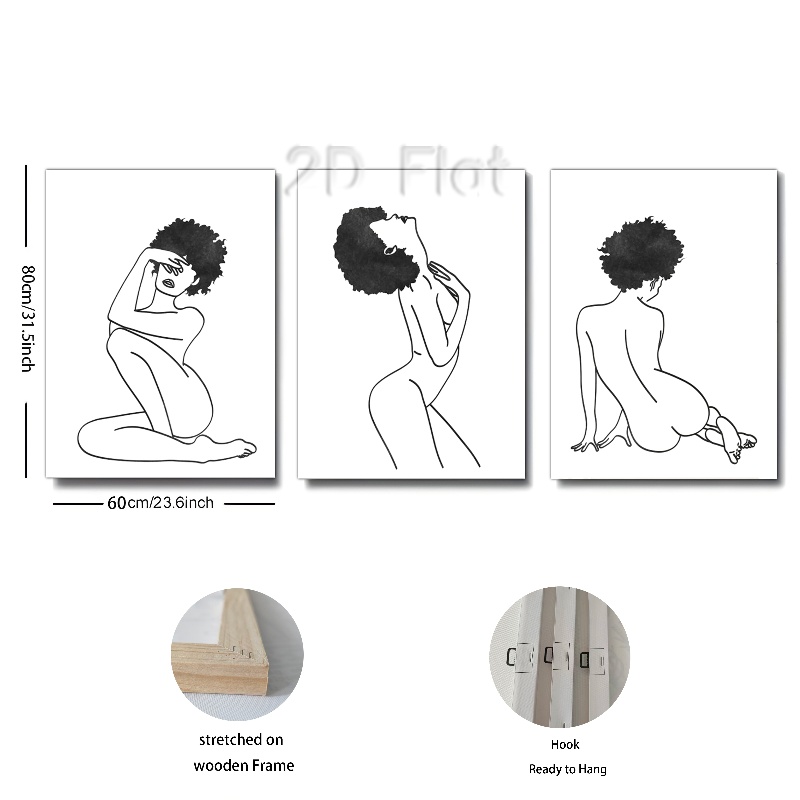 2D Flat
80cm/31.5inch
60cm/23.6inch
stretched on
wooden Frame
Hook
Ready to Hang